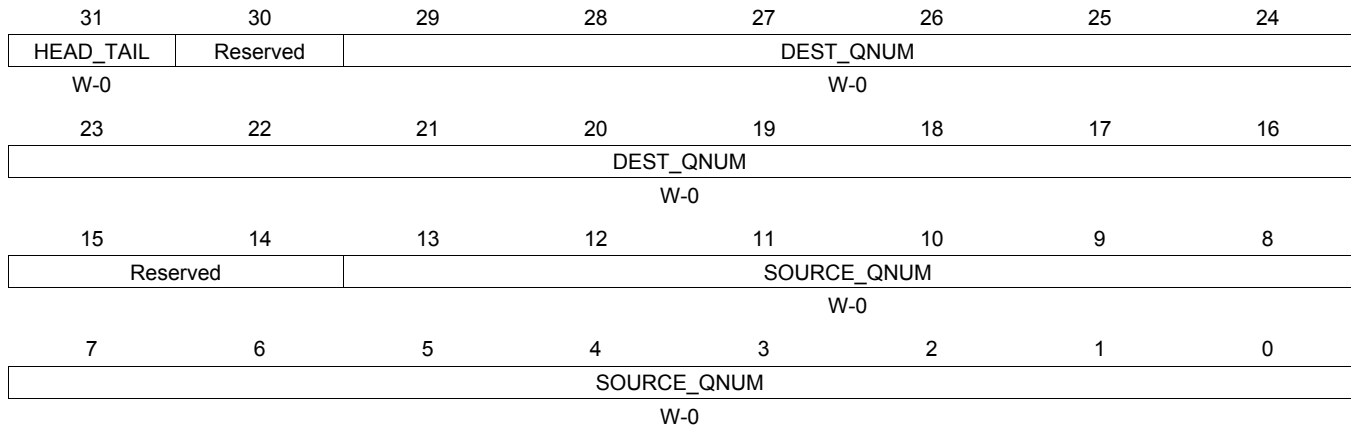 31 30 29 28 27 26 25 24
HEAD_TAIL Reserved DEST_QNUM
W-0 W-0
23 22 21 20 19 18 17 16
DEST_QNUM
W-0
15 14 13 12 11 10 9 8
Reserved SOURCE_QNUM
W-0
7 6 5 4 3 2 1 0
SOURCE_QNUM
W-0